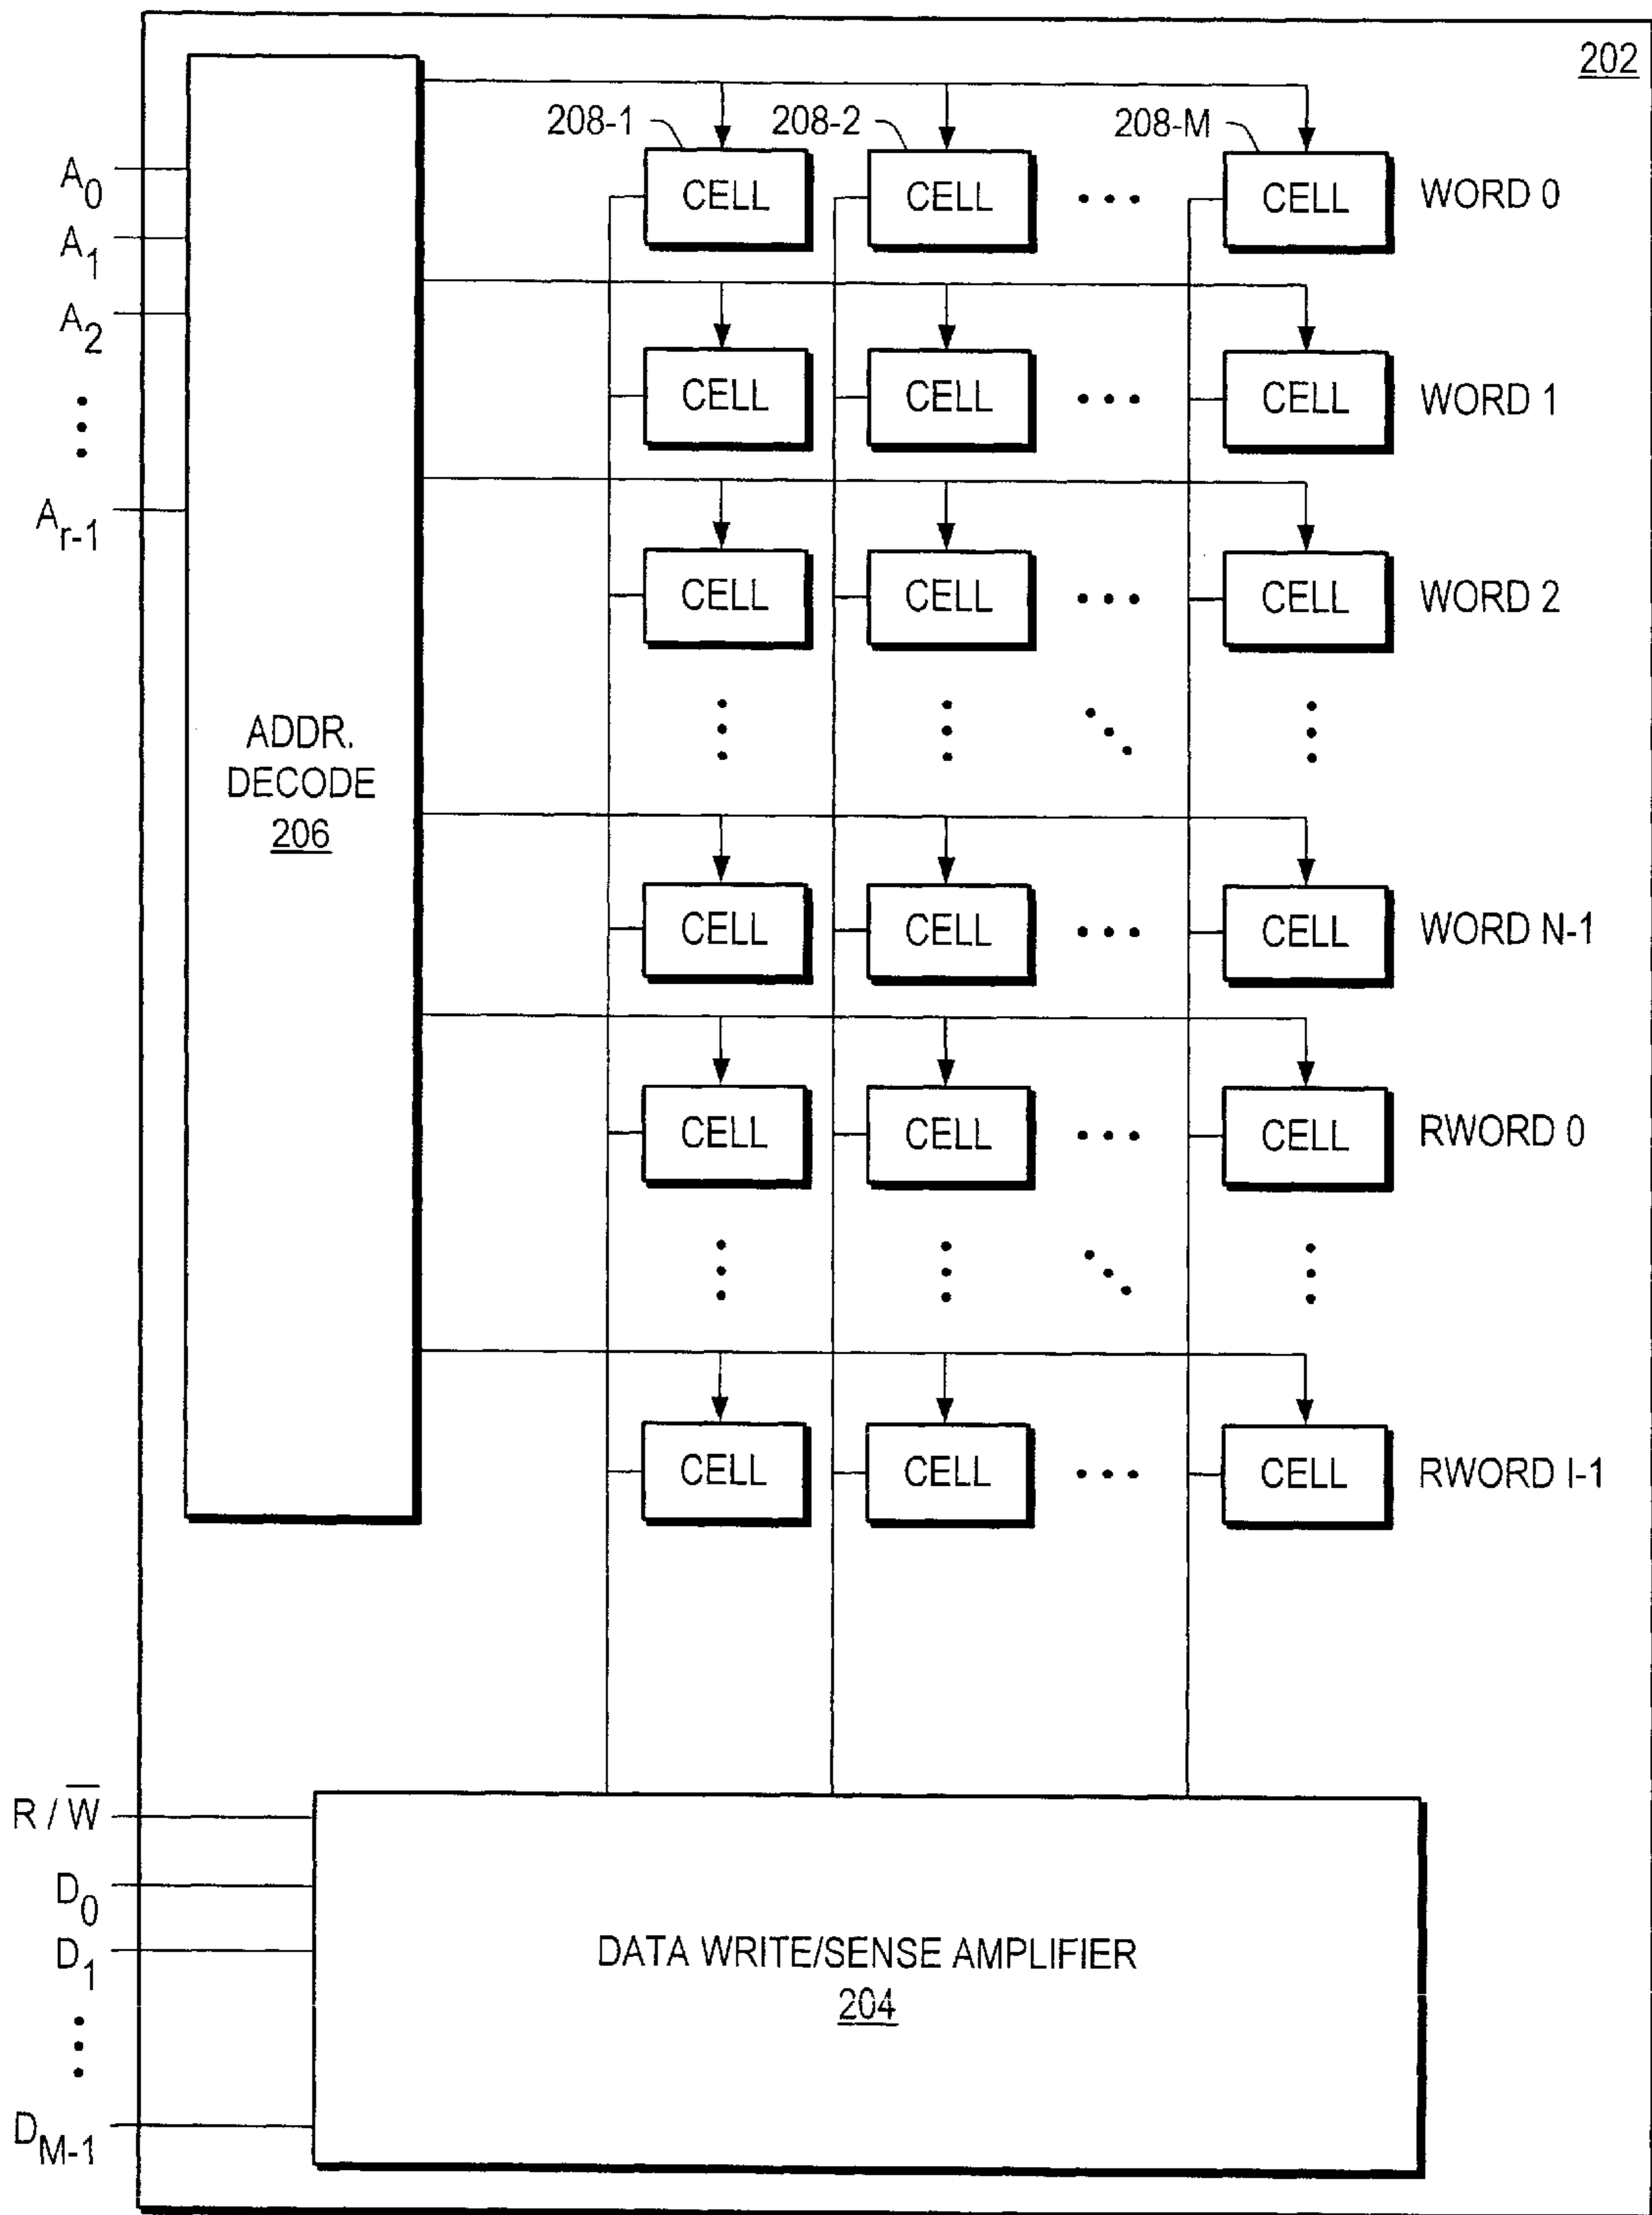 202
208-1 208-2 208-M
A₀ CELL CELL ••• CELL WORD 0
A₁
A₂
CELL CELL ••• CELL WORD 1
A_r-1
CELL CELL ••• CELL WORD 2
ADDR.
DECODE
206
CELL CELL ••• CELL WORD N-1
CELL CELL ••• CELL RWORD 0
CELL CELL ••• CELL RWORD I-1
R / W̅
D₀
D₁
DATA WRITE/SENSE AMPLIFIER
204
D_M-1